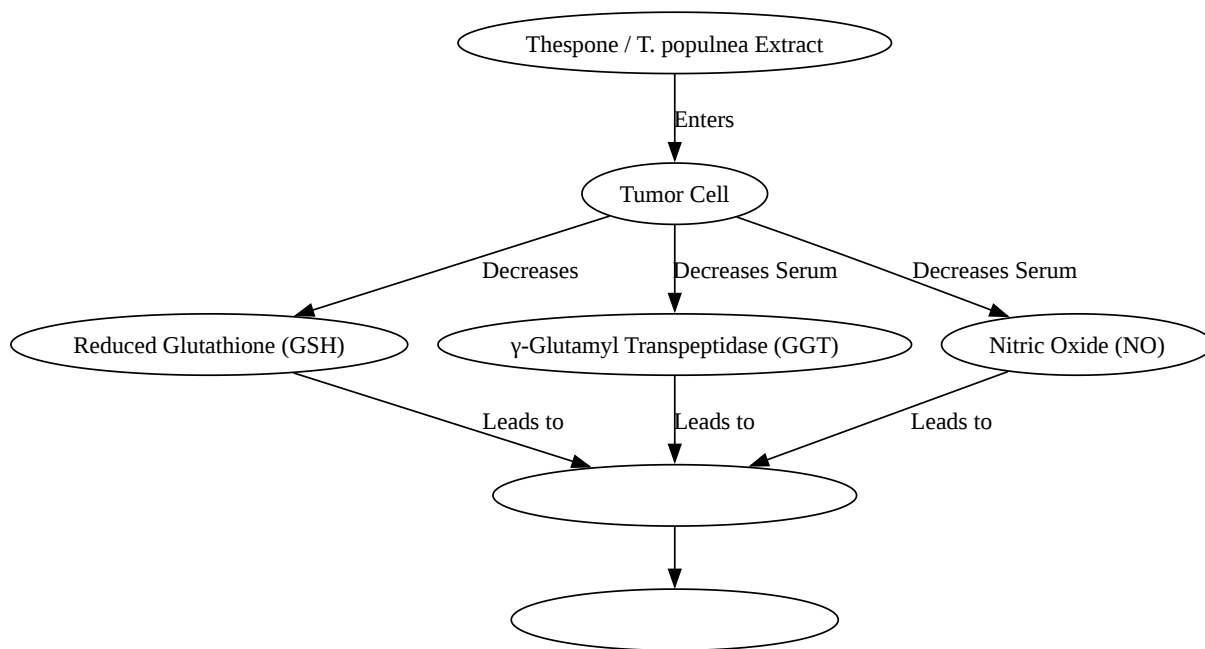 Thespone / T. populnea Extract
Enters
Tumor Cell
Decreases
Decreases Serum
Decreases Serum
Reduced Glutathione (GSH)
γ-Glutamyl Transpeptidase (GGT)
Nitric Oxide (NO)
Leads to
Leads to
Leads to